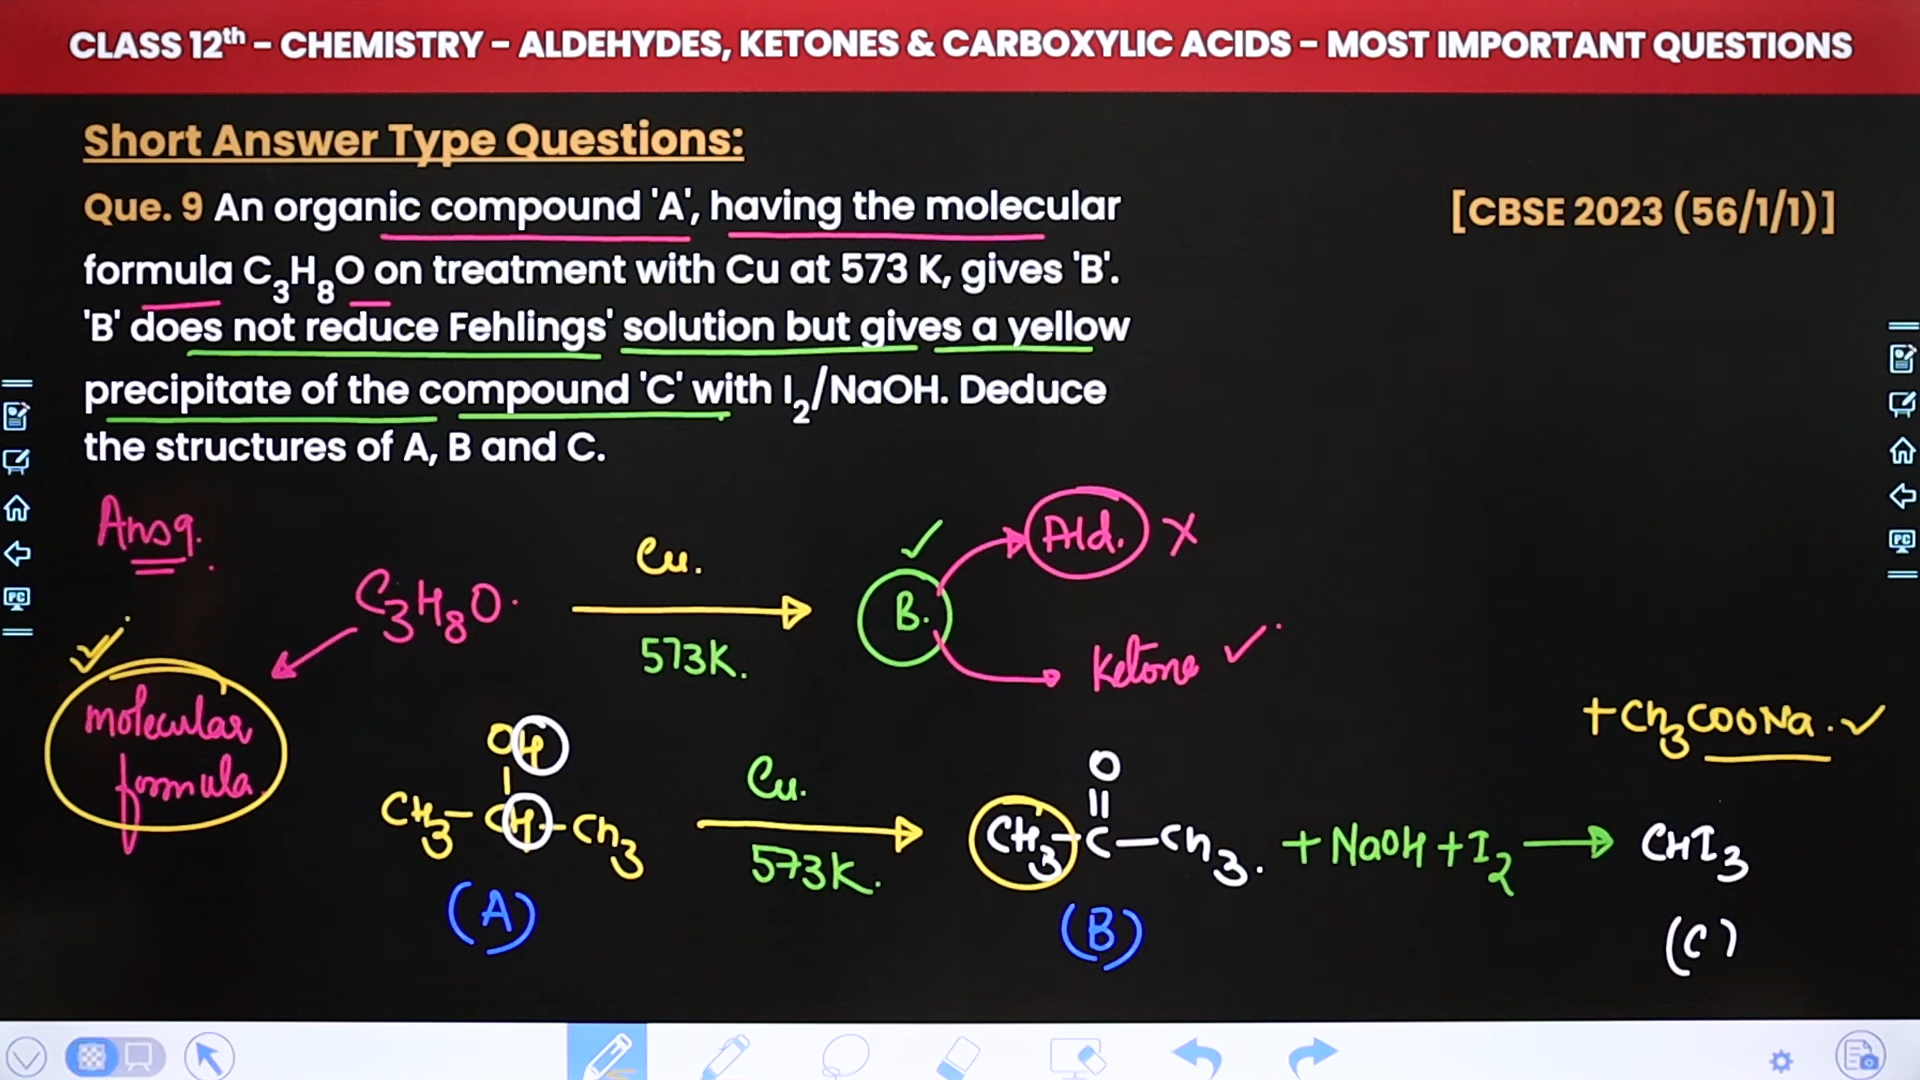 CLASS 12th - CHEMISTRY - ALDEHYDES, KETONES & CARBOXYLIC ACIDS - MOST IMPORTANT QUESTIONS
Short Answer Type Questions:
Que. 9 An organic compound 'A', having the molecular [CBSE 2023 (56/1/1)]
formula C3H8O on treatment with Cu at 573 K, gives 'B'.
'B' does not reduce Fehlings' solution but gives a yellow
precipitate of the compound 'C' with I2/NaOH. Deduce
the structures of A, B and C.
Ans9.
C3H8O. Cu. 573K. B. Ald. X
Ketone ✓
molecular
formula
+CH3COONa. ✓
OH Cu. O
CH3-CH-CH3 573K. CH3-C-CH3. +NaOH+I2 → CHI3
(A) (B) (C)
PC
PC